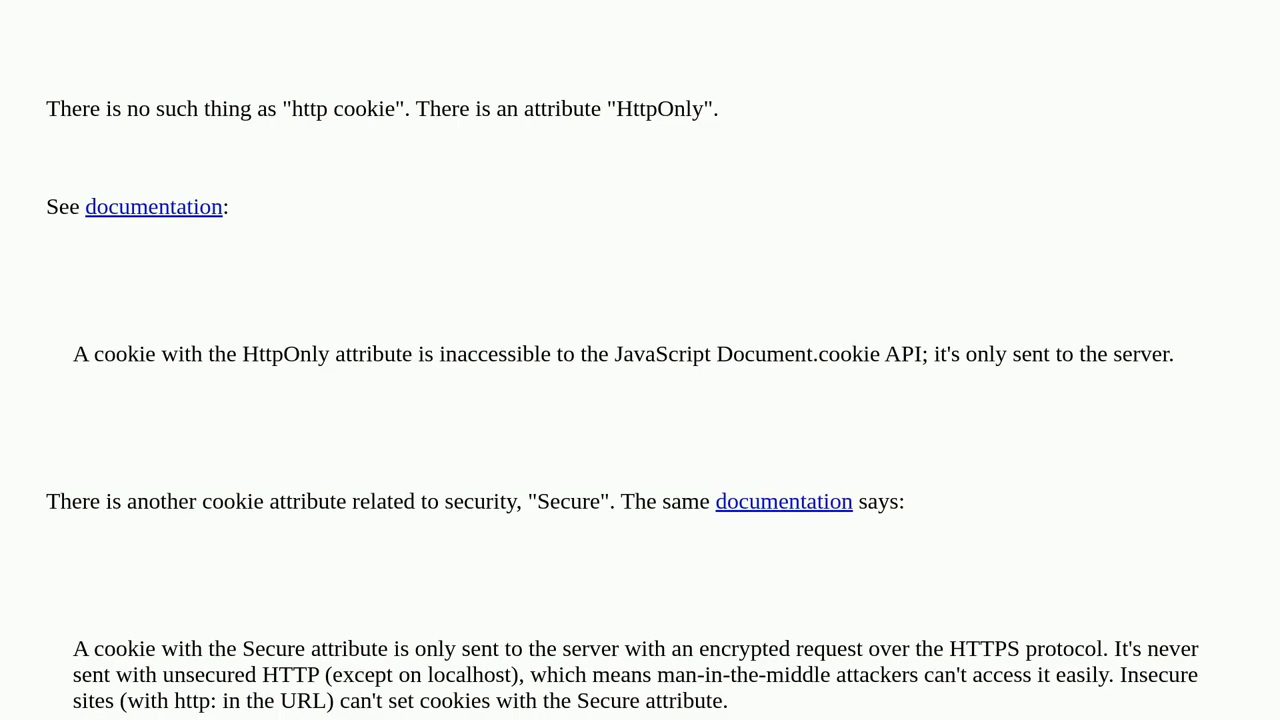 There is no such thing as "http cookie". There is an attribute "HttpOnly".
See documentation:
A cookie with the HttpOnly attribute is inaccessible to the JavaScript Document.cookie API; it's only sent to the server.
There is another cookie attribute related to security, "Secure". The same documentation says:
A cookie with the Secure attribute is only sent to the server with an encrypted request over the HTTPS protocol. It's never
sent with unsecured HTTP (except on localhost), which means man-in-the-middle attackers can't access it easily. Insecure
sites (with http: in the URL) can't set cookies with the Secure attribute.